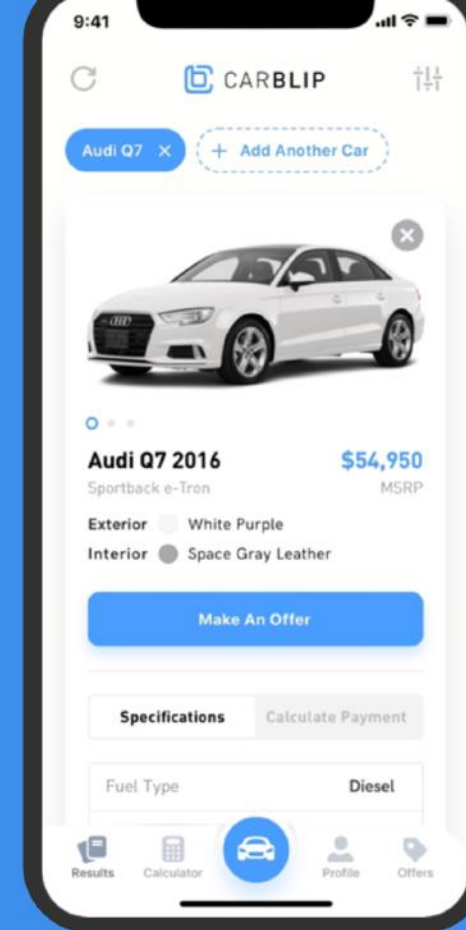 9:41
CARBLIP
Audi Q7 ×
+ Add Another Car
Audi Q7 2016 $54,950
Sportback e-Tron MSRP
Exterior White Purple
Interior Space Gray Leather
Make An Offer
Specifications Calculate Payment
Fuel Type Diesel
Results Calculator Profile Offers